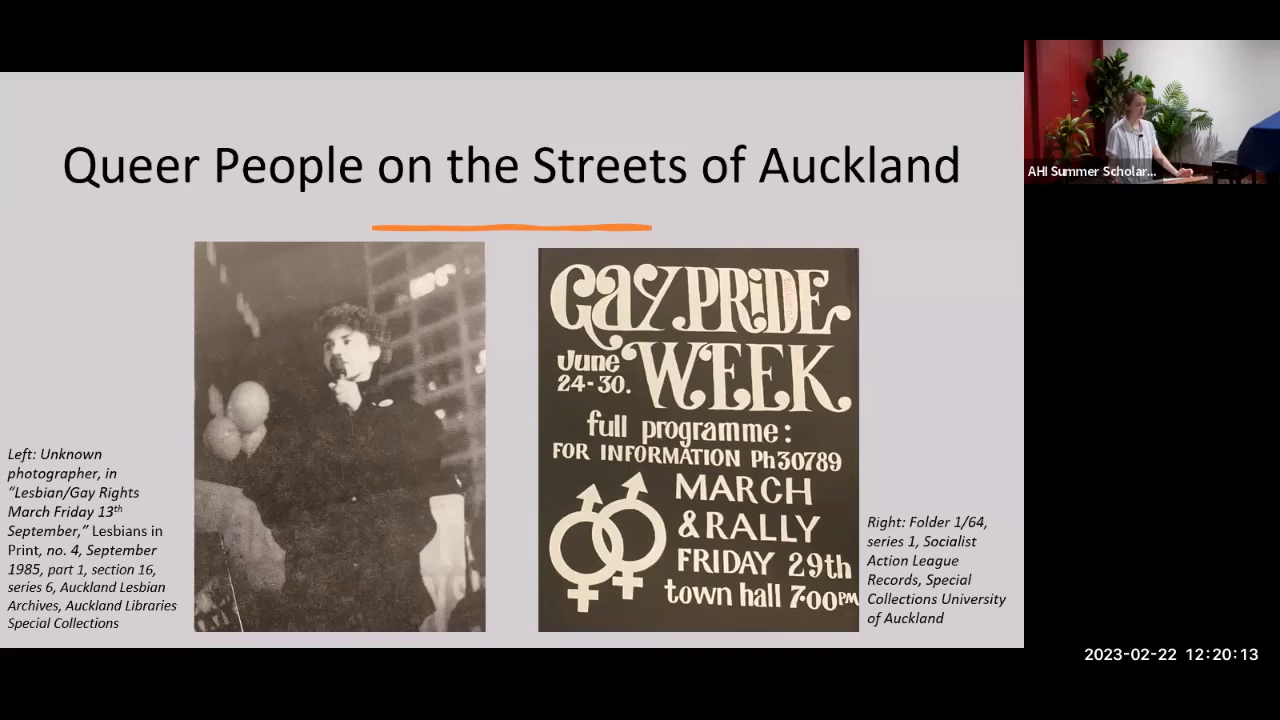 Queer People on the Streets of Auckland
AHI Summer Scholar...
Left: Unknown
photographer, in
“Lesbian/Gay Rights
March Friday 13th
September,” Lesbians in
Print, no. 4, September
1985, part 1, section 16,
series 6, Auckland Lesbian
Archives, Auckland Libraries
Special Collections
GAY PRIDE
WEEK
June
24-30.
full programme:
FOR INFORMATION Ph30789
MARCH
& RALLY
FRIDAY 29th
town hall 7·00PM
Right: Folder 1/64,
series 1, Socialist
Action League
Records, Special
Collections University
of Auckland
2023-02-22 12:20:13